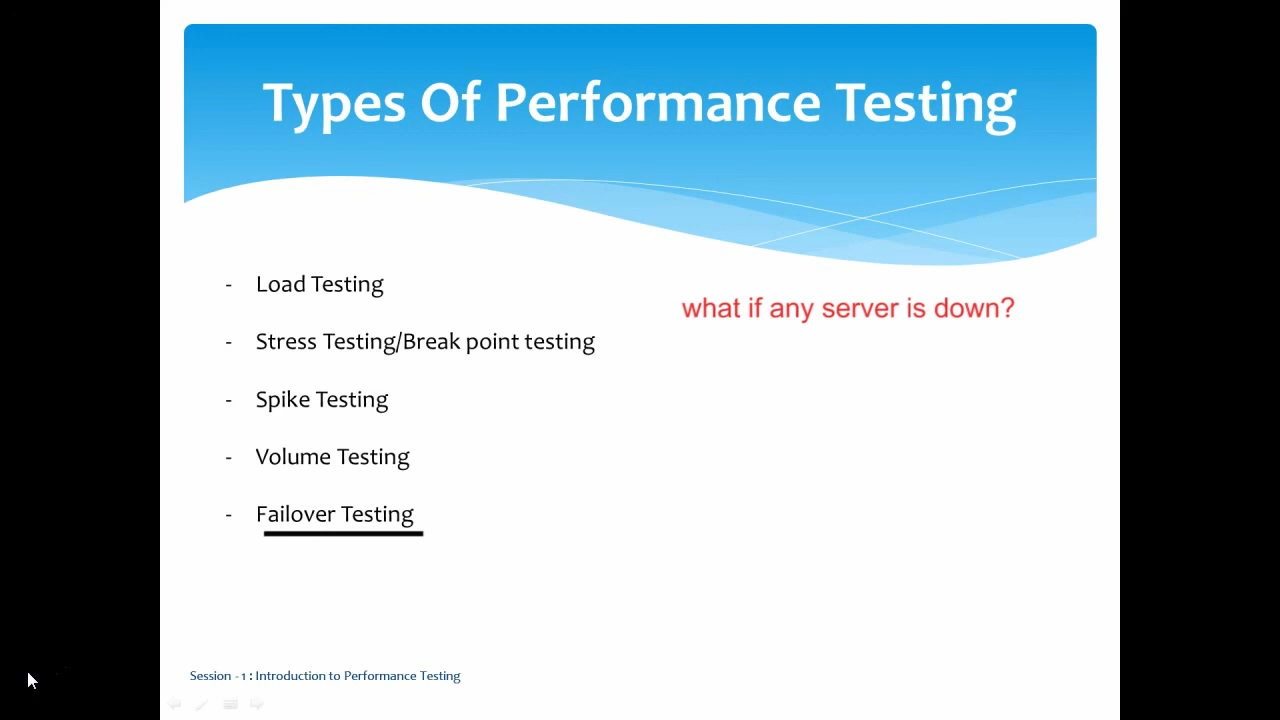 Types Of Performance Testing
- Load Testing
what if any server is down?
- Stress Testing/Break point testing
- Spike Testing
- Volume Testing
- Failover Testing
Session - 1 : Introduction to Performance Testing